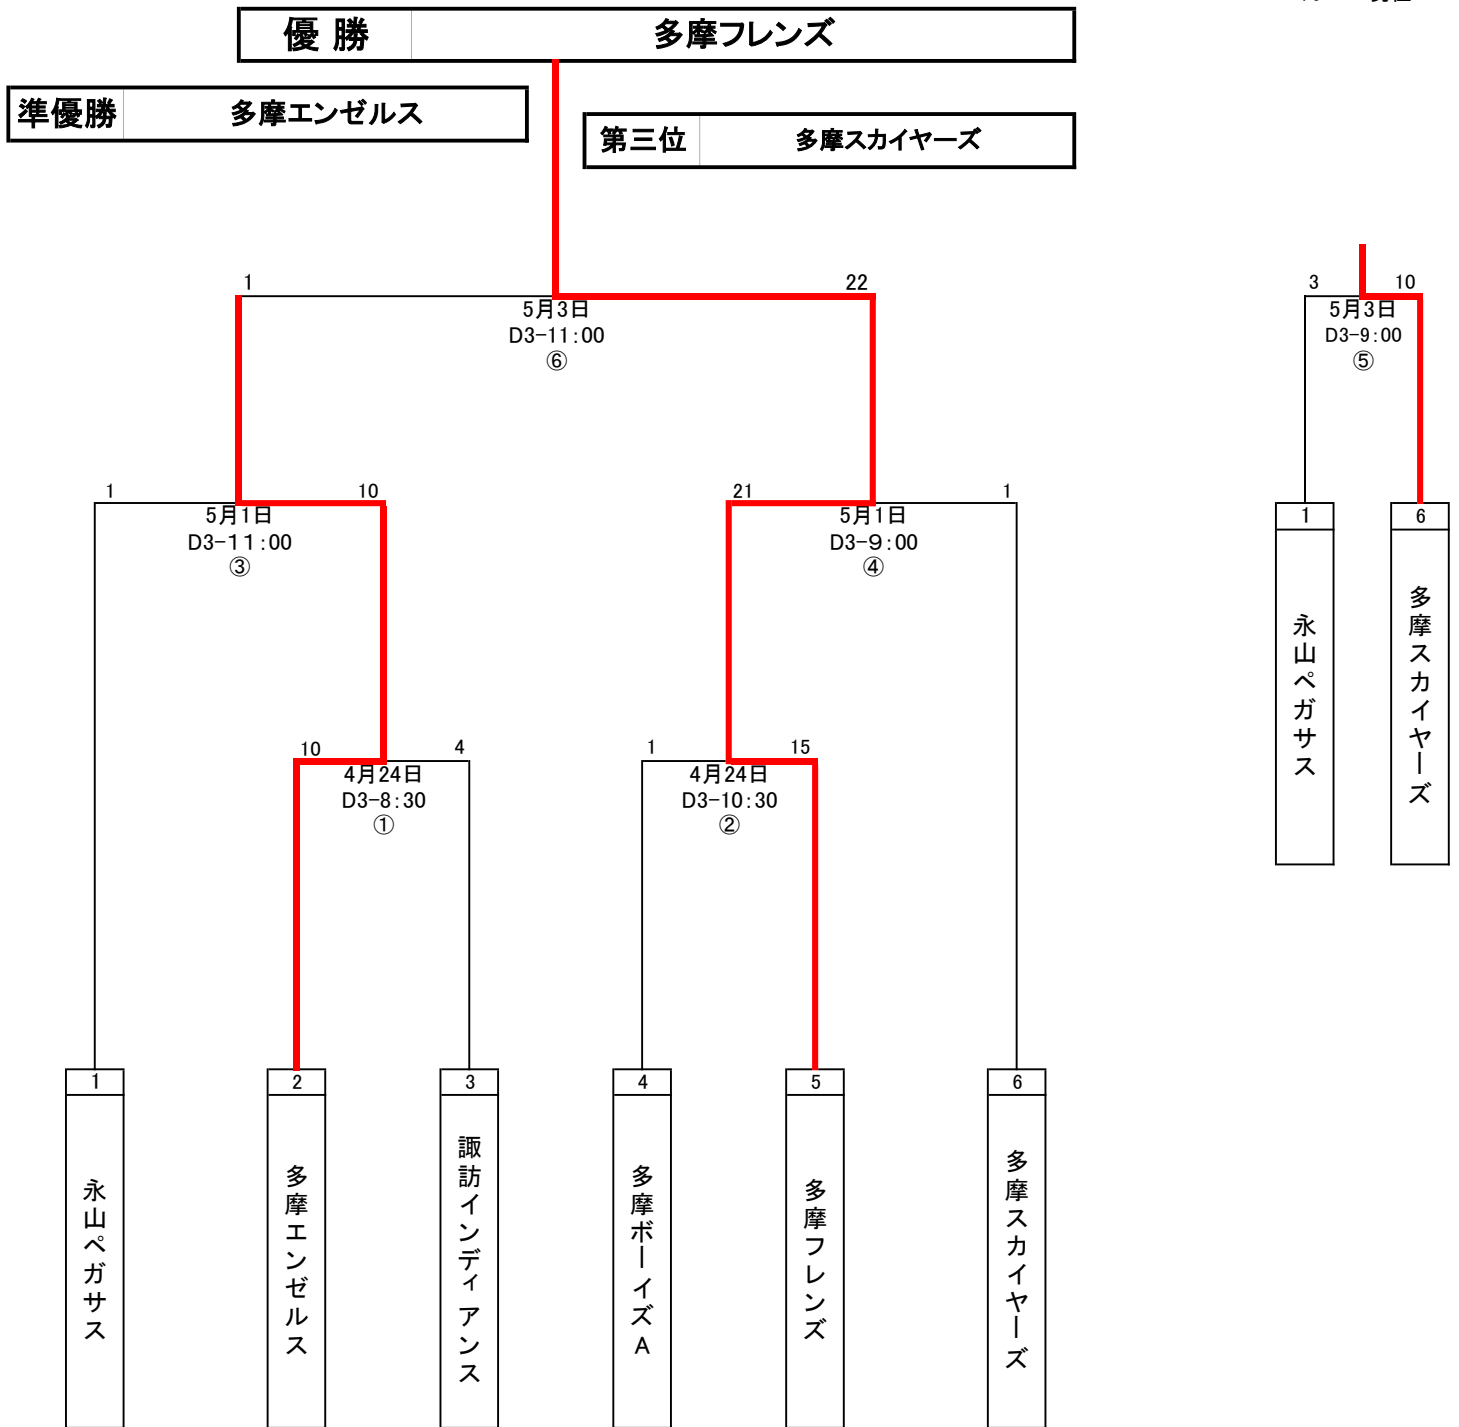 優 勝 多摩フレンズ
準優勝 多摩エンゼルス
第三位 多摩スカイヤーズ
1 22
5月3日
D3-11:00
⑥
3 10
5月3日
D3-9:00
⑤
1 10
5月1日
D3-11:00
③
21 1
5月1日
D3-9:00
④
1 6
永山ペガサス
多摩スカイヤーズ
10 4
4月24日
D3-8:30
①
1 15
4月24日
D3-10:30
②
1 2 3 4 5 6
永山ペガサス
多摩エンゼルス
諏訪インディアンス
多摩ボーイズA
多摩フレンズ
多摩スカイヤーズ